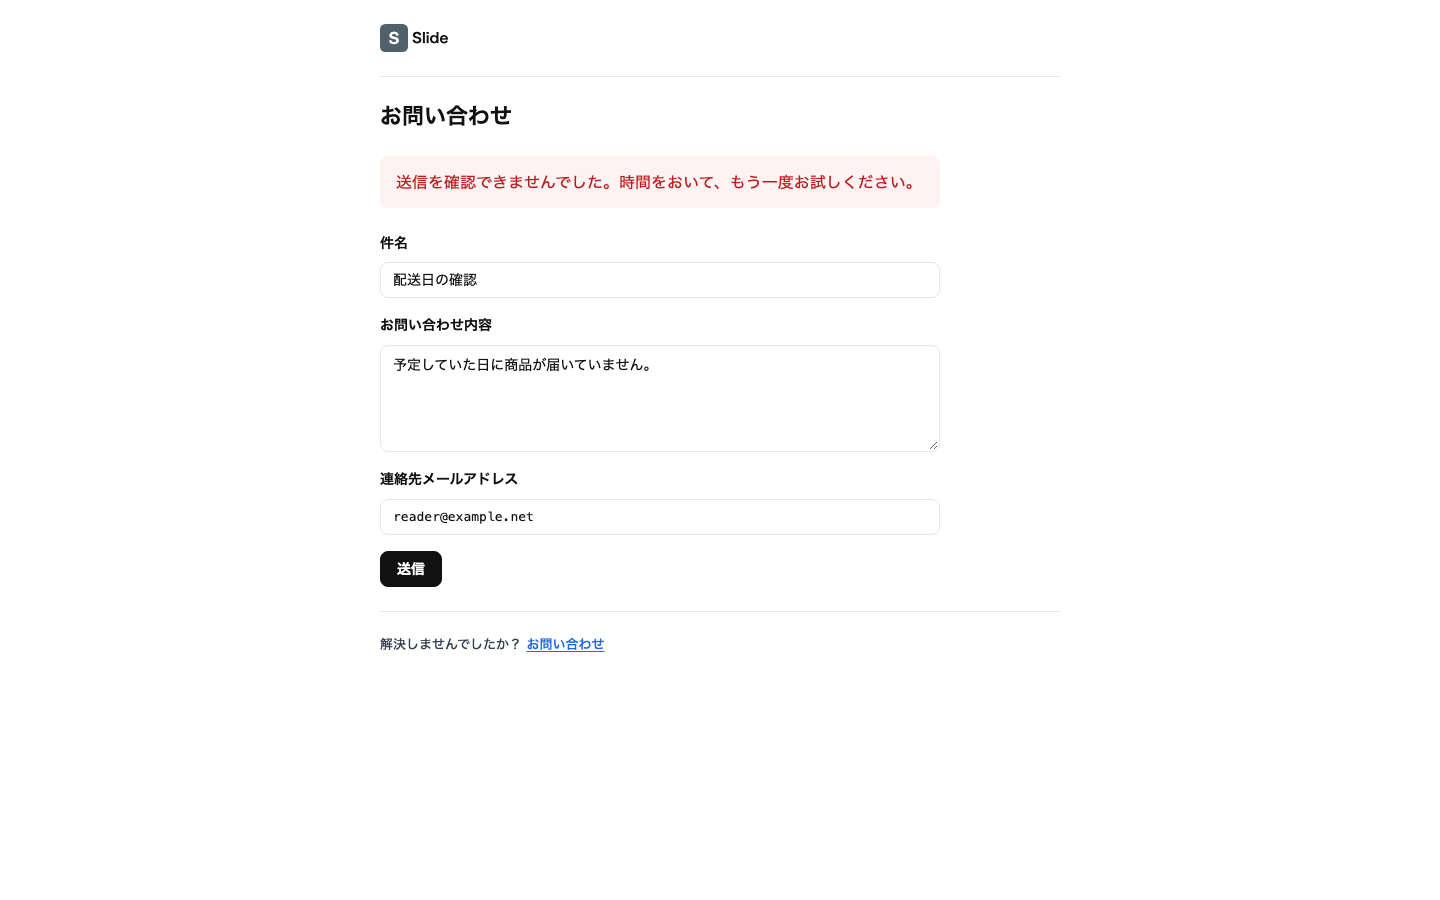 S Slide
お問い合わせ
送信を確認できませんでした。時間をおいて、もう一度お試しください。
件名
配送日の確認
お問い合わせ内容
予定していた日に商品が届いていません。
連絡先メールアドレス
reader@example.net
送信
解決しませんでしたか？ お問い合わせ